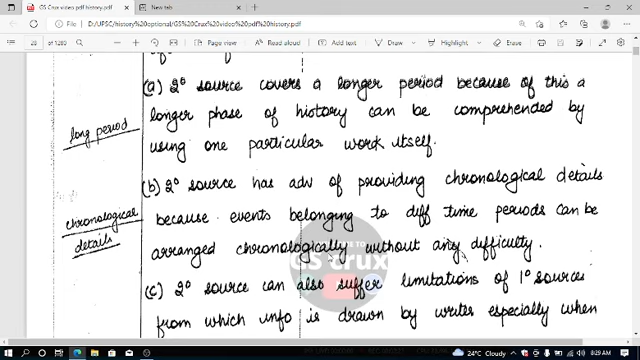 GS Crux video pdf history.pdf
New tab
D:/UPSC/history%20optional/GS%20Crux%20video%20pdf%20history.pdf
28 of 1280
Page view
Read aloud
Add text
Draw
Highlight
Erase
(a) 2° source covers a longer period because of this a
longer phase of history can be comprehended by
long period
using one particular work itself.
(b) 2° source has adv of providing chronological details
chronological
details
because events belonging to diff time periods can be
arranged chronologically without any difficulty.
GS crux
(c) 2° source can also suffer limitations of 1° sources
from which info is drawn by writer especially when
24°C Cloudy
ENG
8:29 AM